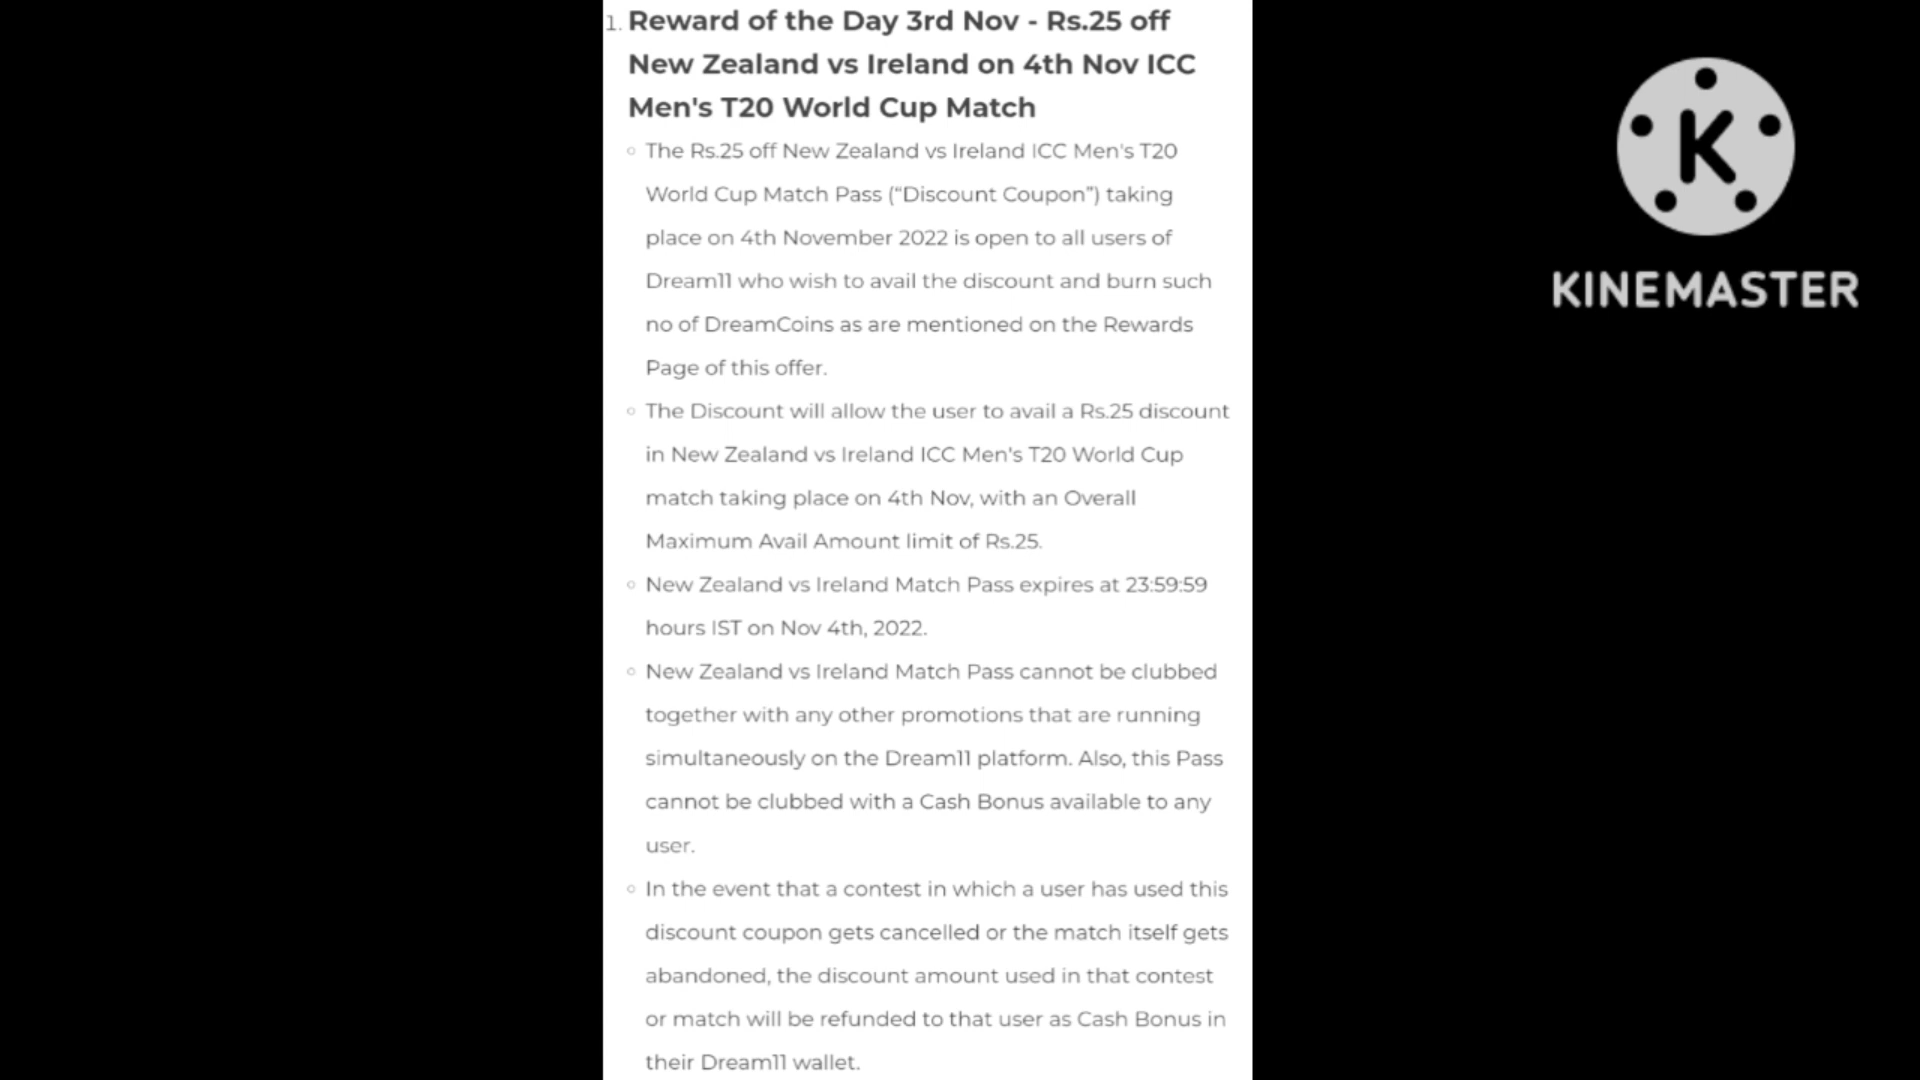 1. Reward of the Day 3rd Nov - Rs.25 off
New Zealand vs Ireland on 4th Nov ICC
Men's T20 World Cup Match
The Rs.25 off New Zealand vs Ireland ICC Men's T20
World Cup Match Pass (“Discount Coupon”) taking
place on 4th November 2022 is open to all users of
Dream11 who wish to avail the discount and burn such
no of DreamCoins as are mentioned on the Rewards
Page of this offer.
The Discount will allow the user to avail a Rs.25 discount
in New Zealand vs Ireland ICC Men's T20 World Cup
match taking place on 4th Nov, with an Overall
Maximum Avail Amount limit of Rs.25.
New Zealand vs Ireland Match Pass expires at 23:59:59
hours IST on Nov 4th, 2022.
New Zealand vs Ireland Match Pass cannot be clubbed
together with any other promotions that are running
simultaneously on the Dream11 platform. Also, this Pass
cannot be clubbed with a Cash Bonus available to any
user.
In the event that a contest in which a user has used this
discount coupon gets cancelled or the match itself gets
abandoned, the discount amount used in that contest
or match will be refunded to that user as Cash Bonus in
their Dream11 wallet.
K
KINEMASTER